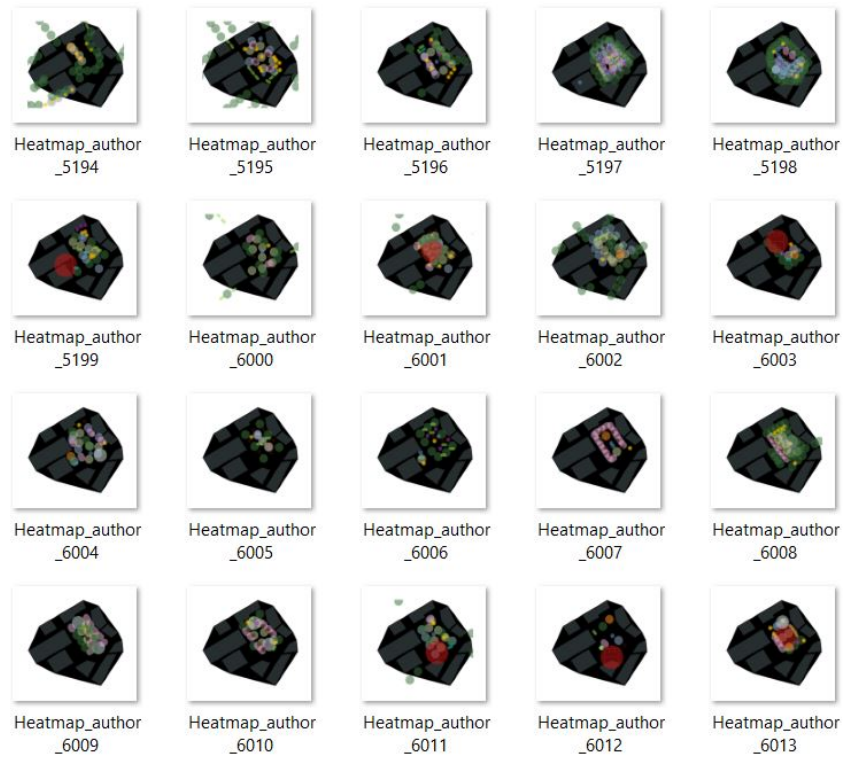 Heatmap_author
_5194
Heatmap_author
_5195
Heatmap_author
_5196
Heatmap_author
_5197
Heatmap_author
_5198
Heatmap_author
_5199
Heatmap_author
_6000
Heatmap_author
_6001
Heatmap_author
_6002
Heatmap_author
_6003
Heatmap_author
_6004
Heatmap_author
_6005
Heatmap_author
_6006
Heatmap_author
_6007
Heatmap_author
_6008
Heatmap_author
_6009
Heatmap_author
_6010
Heatmap_author
_6011
Heatmap_author
_6012
Heatmap_author
_6013